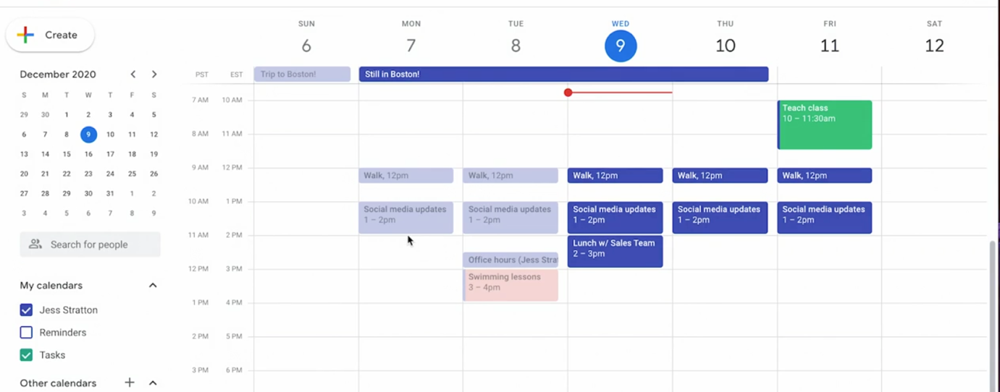 Create
December 2020
S M T W T F S
29 30 1 2 3 4 5
6 7 8 9 10 11 12
13 14 15 16 17 18 19
20 21 22 23 24 25 26
27 28 29 30 31 1 2
3 4 5 6 7 8 9
Search for people
My calendars
Jess Stratton
Reminders
Tasks
Other calendars
SUN MON TUE WED THU FRI SAT
6 7 8 9 10 11 12
PST EST
Trip to Boston!
Still in Boston!
7 AM 10 AM
8 AM 11 AM
9 AM 12 PM
10 AM 1 PM
11 AM 2 PM
12 PM 3 PM
1 PM 4 PM
2 PM 5 PM
3 PM 6 PM
Walk, 12pm
Social media updates
1 – 2pm
Walk, 12pm
Social media updates
1 – 2pm
Office hours (Jess Strat
Swimming lessons
3 – 4pm
Walk, 12pm
Social media updates
1 – 2pm
Lunch w/ Sales Team
2 – 3pm
Walk, 12pm
Social media updates
1 – 2pm
Teach class
10 – 11:30am
Walk, 12pm
Social media updates
1 – 2pm